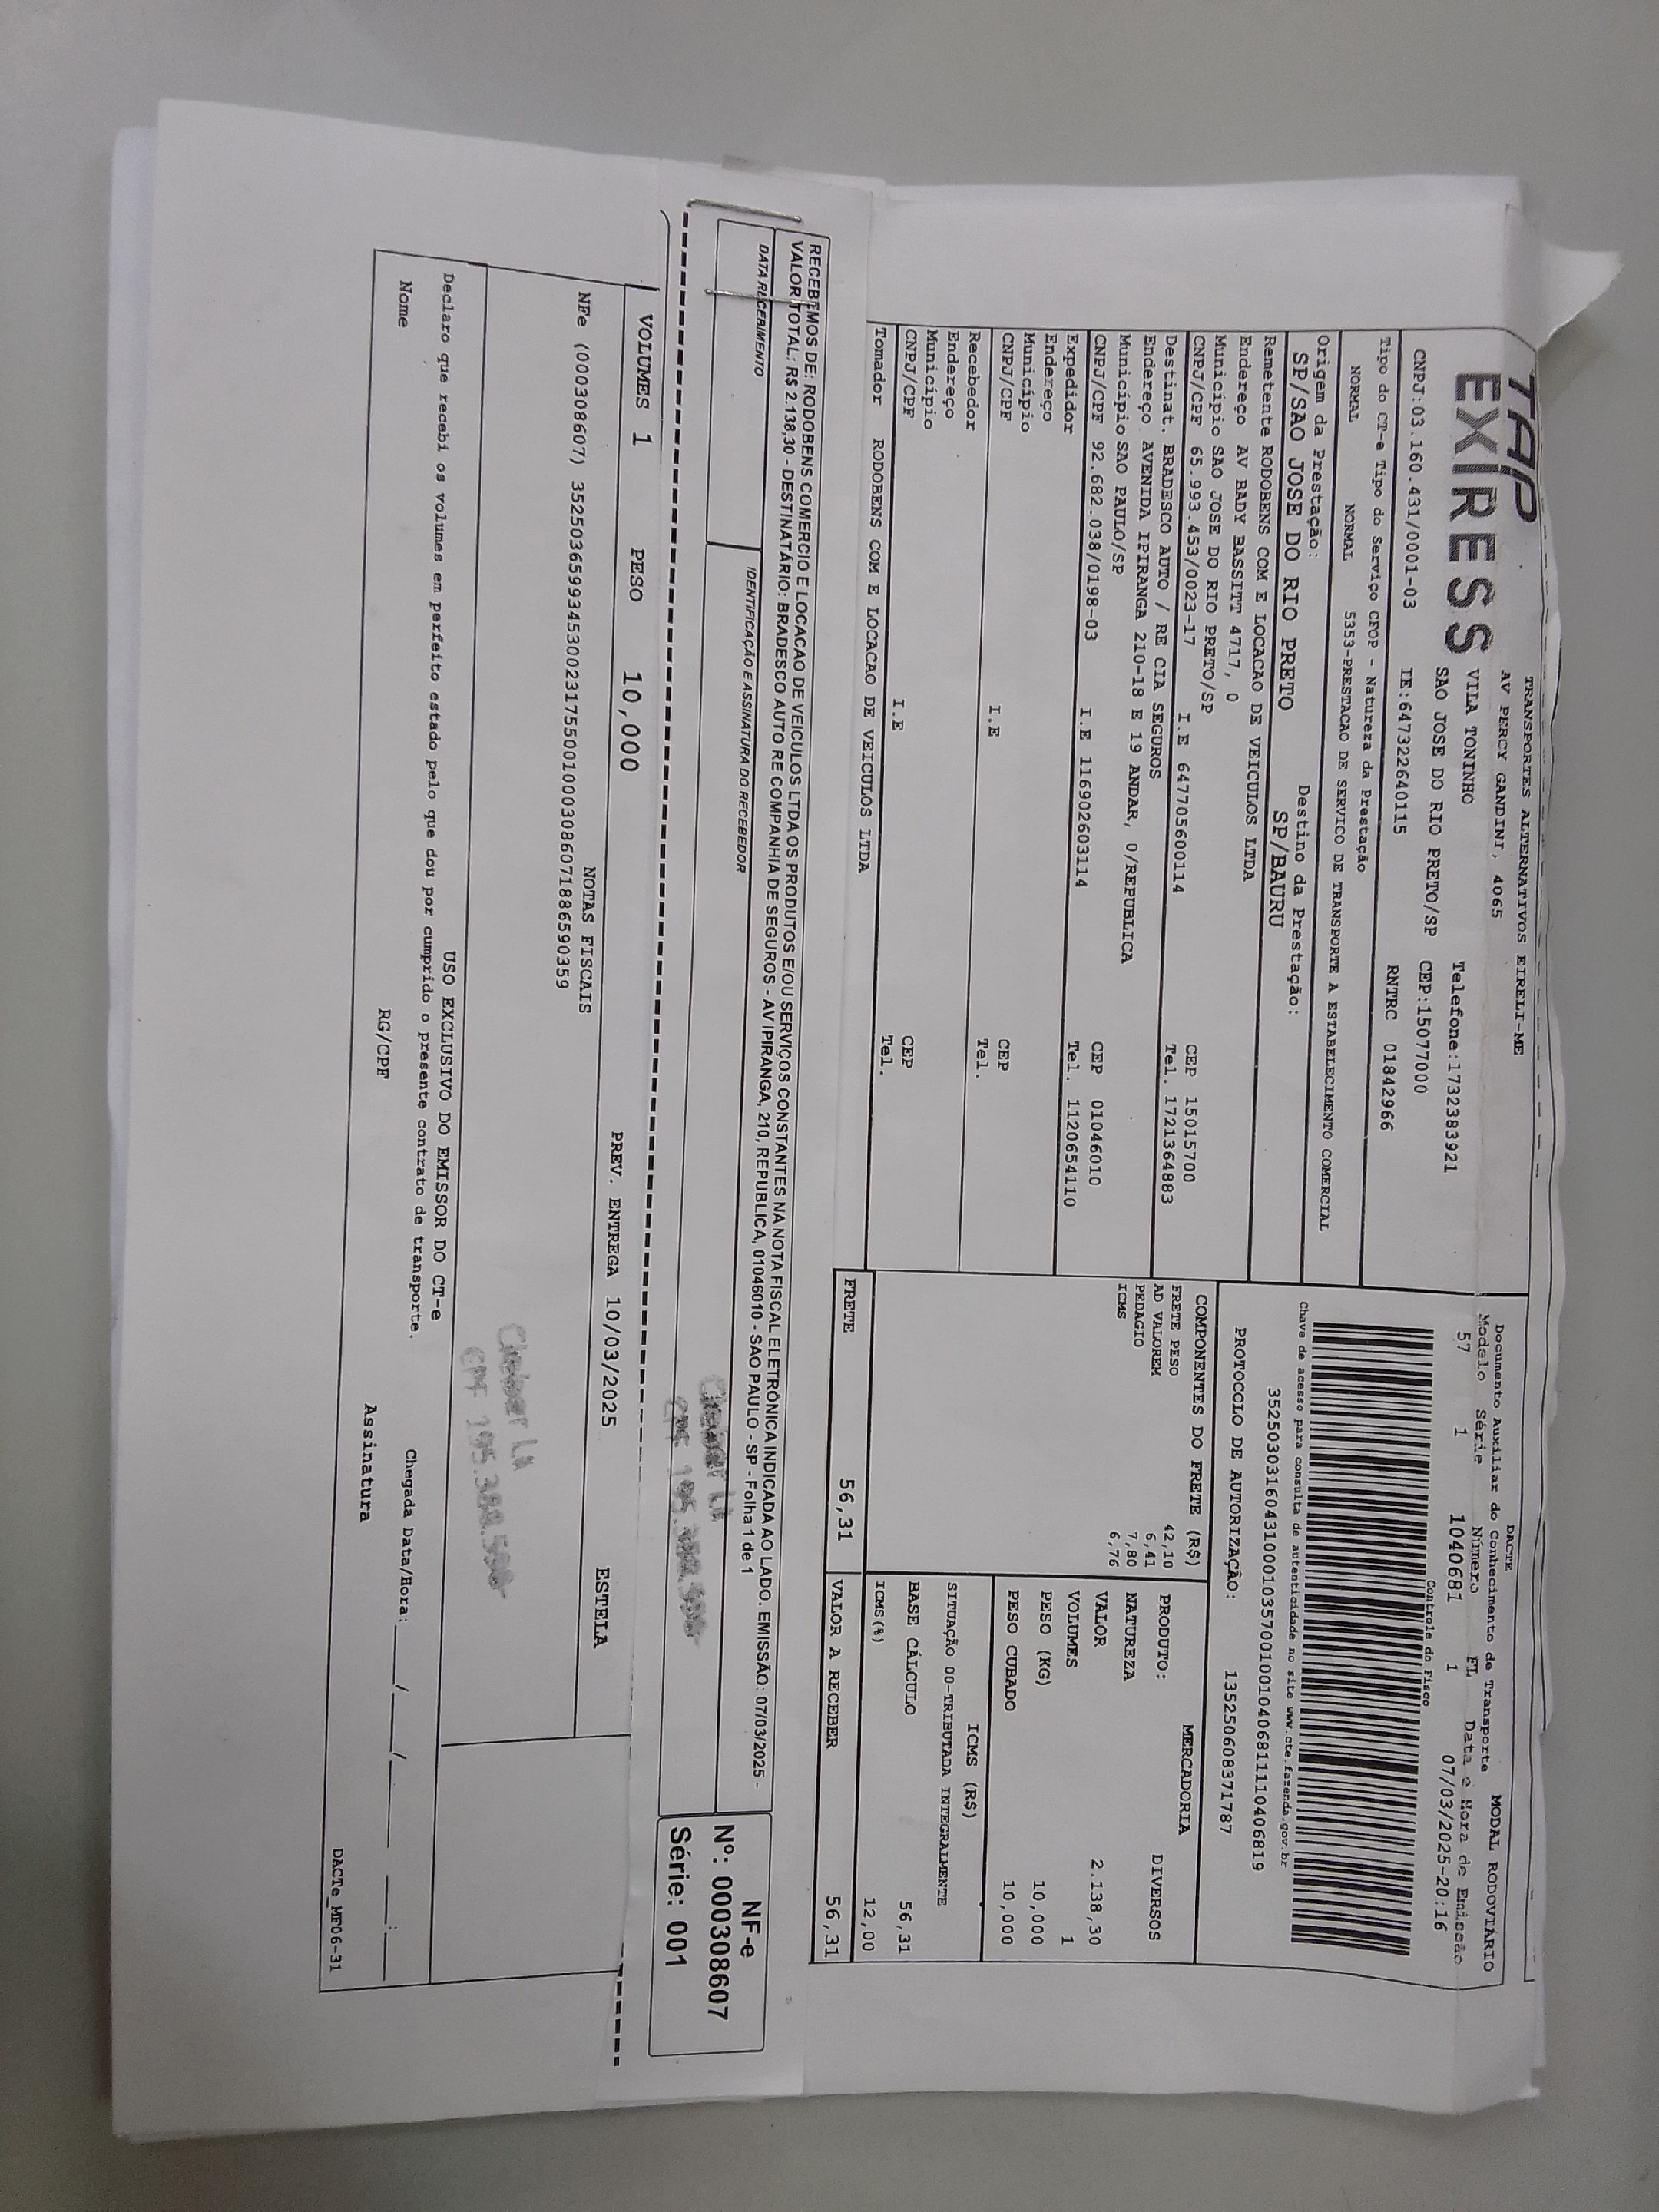 TAP
EXPRESS
TRANSPORTES ALTERNATIVOS EIRELI-ME
AV PERCY GANDINI, 4065
VILA TONINHO
Telefone:1732383921
SAO JOSE DO RIO PRETO/SP CEP:15077000
CNPJ:03.160.431/0001-03 IE:647322640115 RNTRC 01842966
DACTE
Documento Auxiliar do Conhecimento de Transporte
MODAL RODOVIÁRIO
Modelo Série Número FL Data e Hora de Emissão
57 1 1040681 1 07/03/2025-20:16
Controle do Fisco
Tipo do CT-e Tipo do Serviço CFOP - Natureza da Prestação
NORMAL NORMAL 5353-PRESTACAO DE SERVICO DE TRANSPORTE A ESTABELECIMENTO COMERCIAL
Origem da Prestação: Destino da Prestação:
SP/SAO JOSE DO RIO PRETO SP/BAURU
Chave de acesso para consulta de autenticidade no site www.cte.fazenda.gov.br
35250303160431000103570010010406811110406819
PROTOCOLO DE AUTORIZAÇÃO: 135250608371787
Remetente RODOBENS COM E LOCACAO DE VEICULOS LTDA
Endereço AV BADY BASSITT 4717, 0
Município SAO JOSE DO RIO PRETO/SP CEP 15015700
CNPJ/CPF 65.993.453/0023-17 I.E 647705600114 Tel. 1721364883
Destinat. BRADESCO AUTO / RE CIA SEGUROS
Endereço AVENIDA IPIRANGA 210-18 E 19 ANDAR, 0/REPUBLICA
Município SAO PAULO/SP CEP 01046010
CNPJ/CPF 92.682.038/0198-03 I.E 116902603114 Tel. 1120654110
Expedidor
Endereço
Município CEP
CNPJ/CPF I.E Tel.
Recebedor
Endereço
Município CEP
CNPJ/CPF I.E Tel.
Tomador RODOBENS COM E LOCACAO DE VEICULOS LTDA
COMPONENTES DO FRETE (R$)
FRETE PESO 42,10
AD VALOREM 6,41
PEDAGIO 7,80
ICMS 6,76
FRETE 56,31
MERCADORIA
PRODUTO: DIVERSOS
NATUREZA
VALOR 2.138,30
VOLUMES 1
PESO (KG) 10,000
PESO CUBADO 10,000
ICMS (R$)
SITUAÇÃO 00-TRIBUTADA INTEGRALMENTE
BASE CÁLCULO 56,31
ICMS(%) 12,00
VALOR A RECEBER 56,31
RECEBEMOS DE: RODOBENS COMERCIO E LOCACAO DE VEICULOS LTDA OS PRODUTOS E/OU SERVIÇOS CONSTANTES NA NOTA FISCAL ELETRÔNICA INDICADA AO LADO. EMISSÃO: 07/03/2025 -
VALOR TOTAL: R$ 2.138,30 - DESTINATÁRIO: BRADESCO AUTO RE COMPANHIA DE SEGUROS - AV IPIRANGA, 210, REPUBLICA, 01046010 - SAO PAULO - SP - Folha 1 de 1
DATA RECEBIMENTO IDENTIFICAÇÃO E ASSINATURA DO RECEBEDOR
NF-e
Nº: 000308607
Série: 001
CPF 195.388.598-
VOLUMES 1 PESO 10,000 PREV. ENTREGA 10/03/2025 ESTELA
NOTAS FISCAIS
NFe (000308607) 35250365993453002317550010003086071886590359
CPF 195.388.598-
USO EXCLUSIVO DO EMISSOR DO CT-e
Declaro que recebi os volumes em perfeito estado pelo que dou por cumprido o presente contrato de transporte.
Chegada Data/Hora: ___/___/_____ ___:___
Nome RG/CPF Assinatura
DACTe_MF06-31